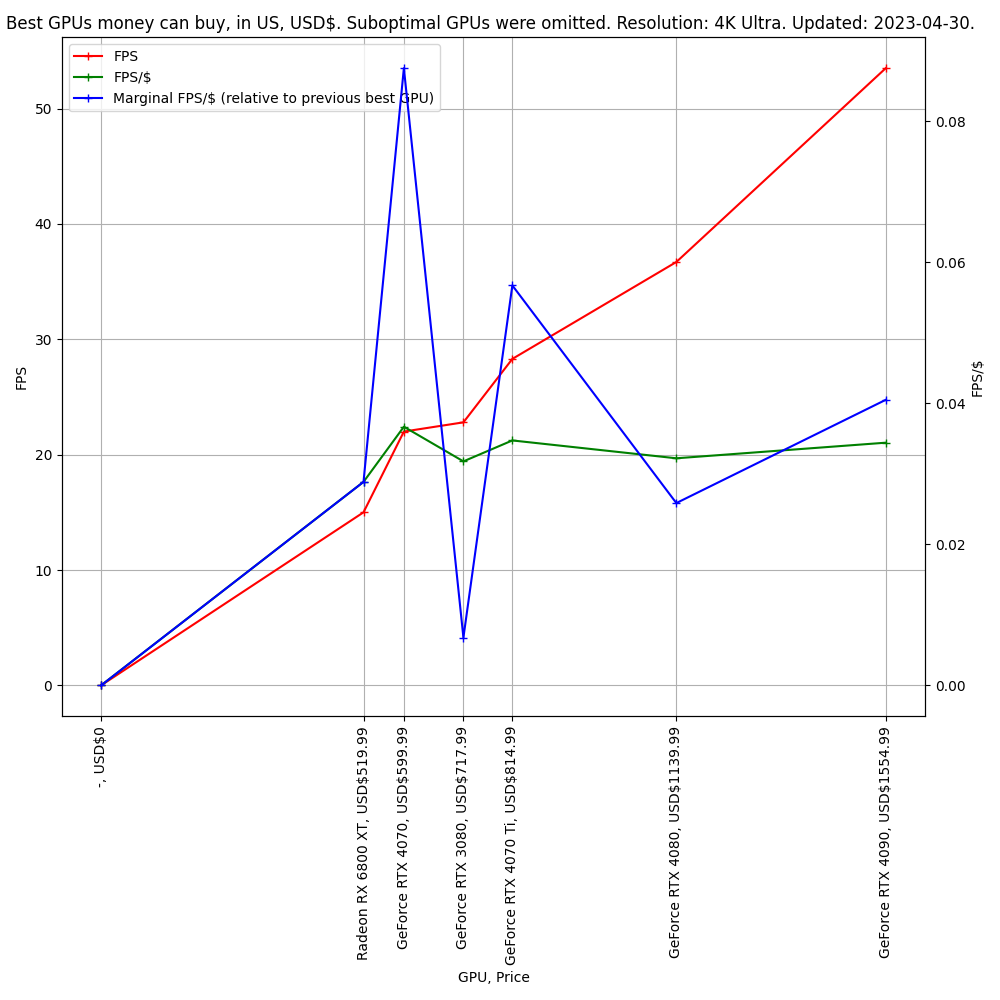 Best GPUs money can buy, in US, USD$. Suboptimal GPUs were omitted. Resolution: 4K Ultra. Updated: 2023-04-30.
FPS
FPS/$
Marginal FPS/$ (relative to previous best GPU)
50
40
30
20
10
0
FPS
0.08
0.06
0.04
0.02
0.00
FPS/$
-, USD$0
Radeon RX 6800 XT, USD$519.99
GeForce RTX 4070, USD$599.99
GeForce RTX 3080, USD$717.99
GeForce RTX 4070 Ti, USD$814.99
GeForce RTX 4080, USD$1139.99
GeForce RTX 4090, USD$1554.99
GPU, Price